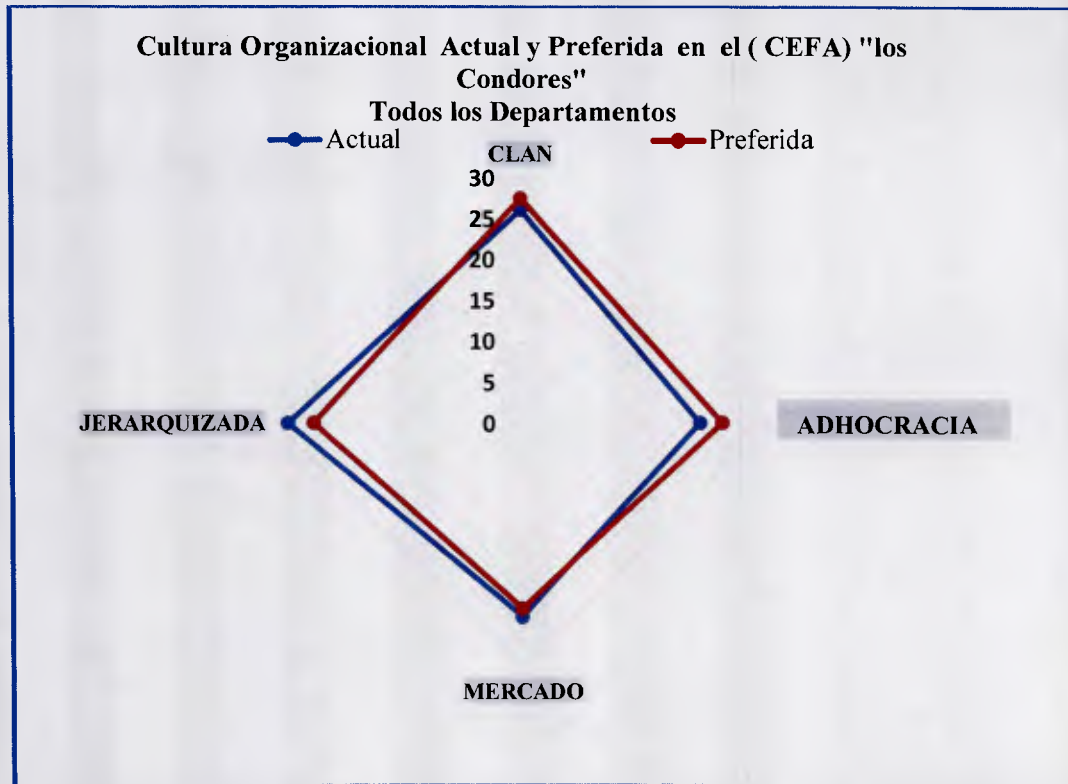 Cultura Organizacional Actual y Preferida en el ( CEFA) "los
Condores"
Todos los Departamentos
Actual
Preferida
CLAN
30
25
20
15
10
5
0
JERARQUIZADA
ADHOCRACIA
MERCADO